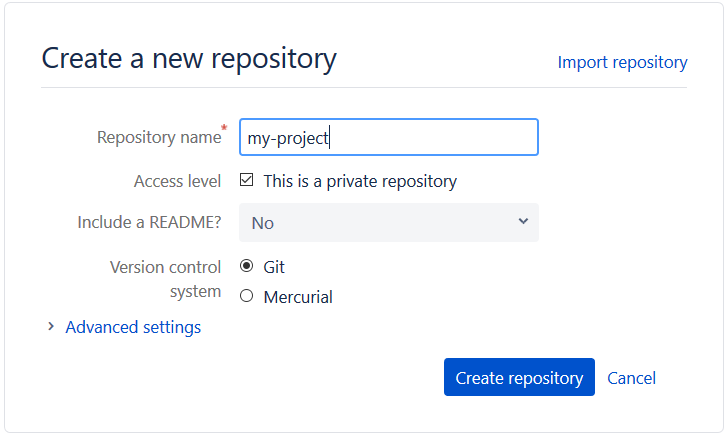 Create a new repository
Import repository
Repository name*
my-project
Access level
This is a private repository
Include a README?
No
Version control
system
Git
Mercurial
Advanced settings
Create repository
Cancel